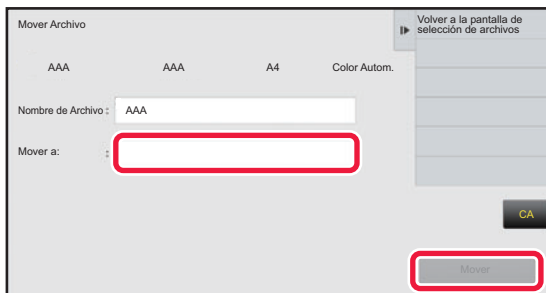 Mover Archivo
Volver a la pantalla de
selección de archivos
AAA AAA A4 Color Autom.
Nombre de Archivo : AAA
Mover a: :
CA
Mover